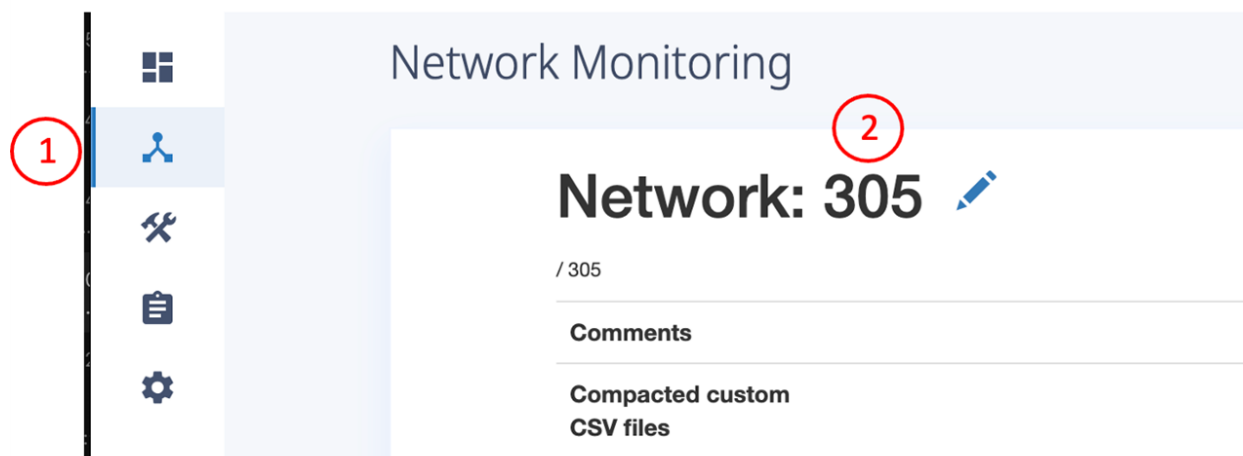 Network Monitoring
1
2
Network: 305
/ 305
Comments
Compacted custom
CSV files